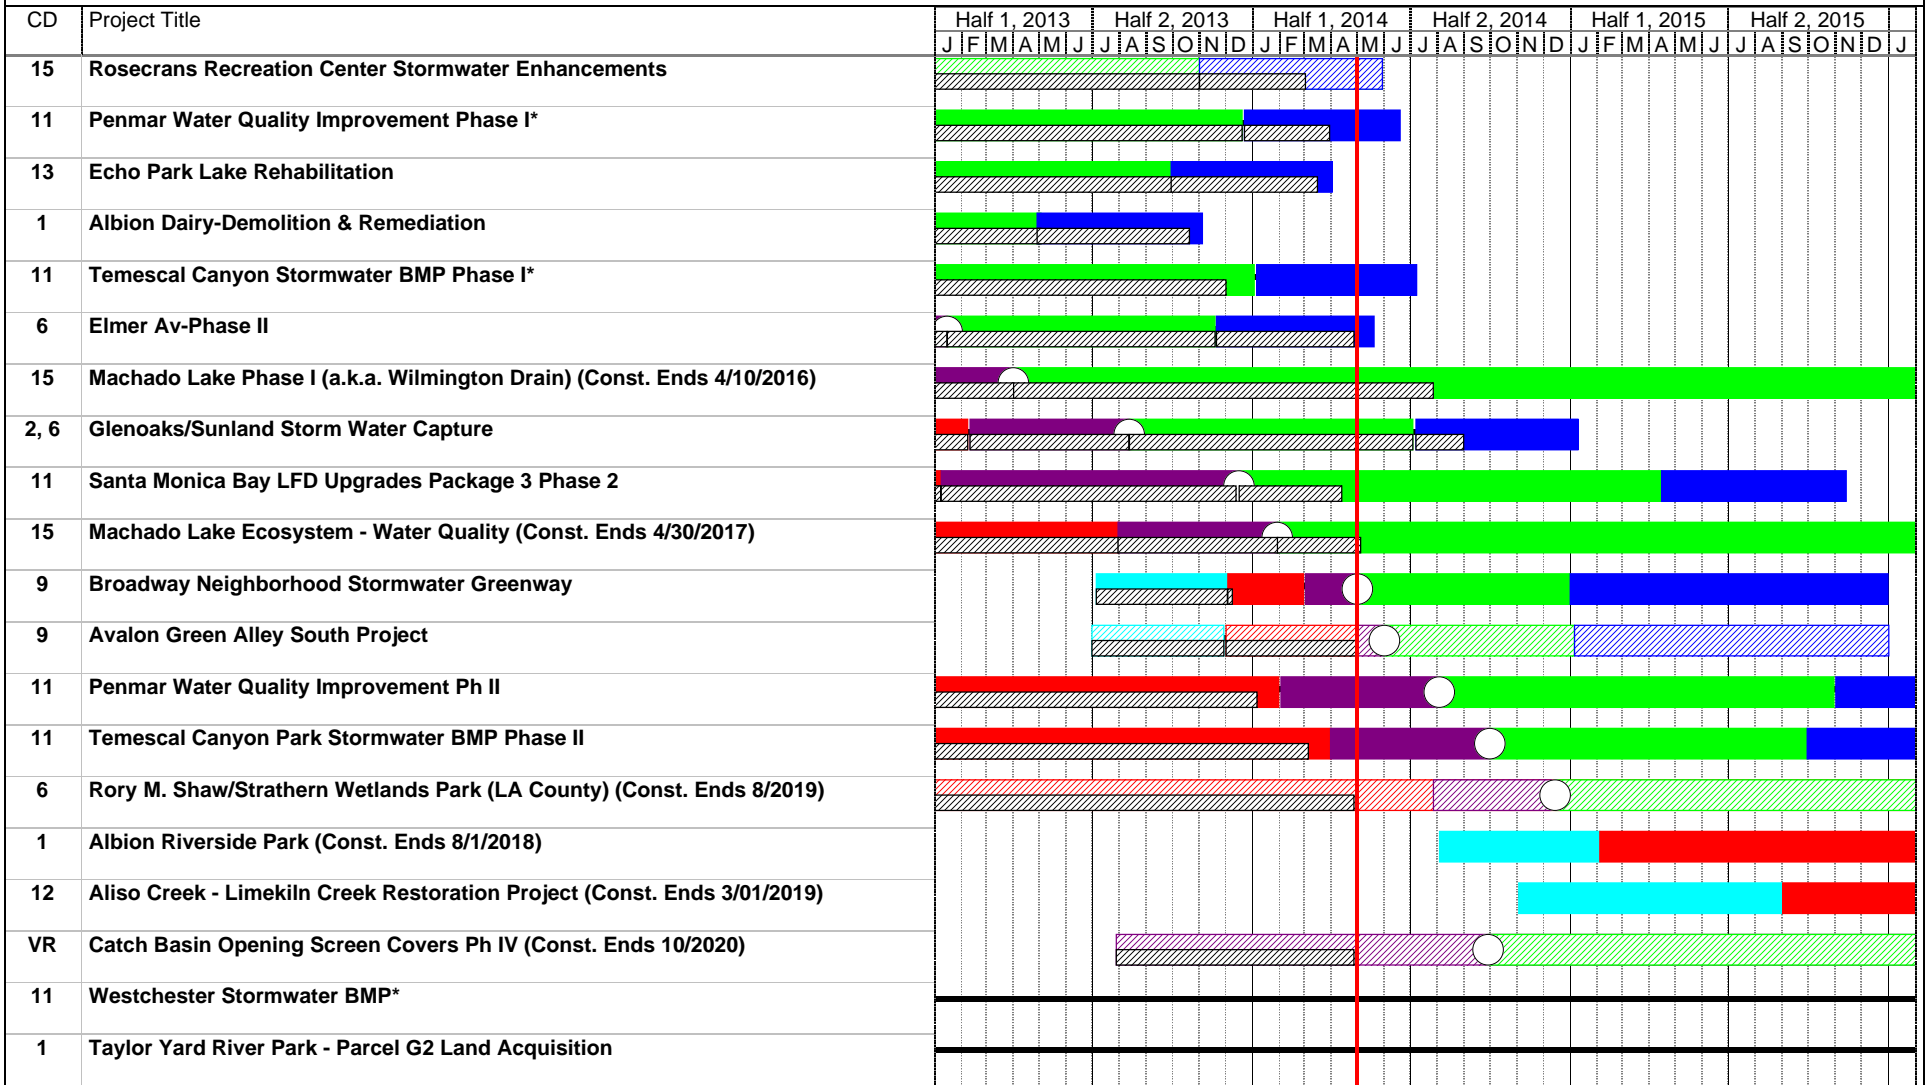 CD Project Title Half 1, 2013 Half 2, 2013 Half 1, 2014 Half 2, 2014 Half 1, 2015 Half 2, 2015
J F M A M J J A S O N D J F M A M J J A S O N D J F M A M J J A S O N D J
15 Rosecrans Recreation Center Stormwater Enhancements
11 Penmar Water Quality Improvement Phase I*
13 Echo Park Lake Rehabilitation
1 Albion Dairy-Demolition & Remediation
11 Temescal Canyon Stormwater BMP Phase I*
6 Elmer Av-Phase II
15 Machado Lake Phase I (a.k.a. Wilmington Drain) (Const. Ends 4/10/2016)
2, 6 Glenoaks/Sunland Storm Water Capture
11 Santa Monica Bay LFD Upgrades Package 3 Phase 2
15 Machado Lake Ecosystem - Water Quality (Const. Ends 4/30/2017)
9 Broadway Neighborhood Stormwater Greenway
9 Avalon Green Alley South Project
11 Penmar Water Quality Improvement Ph II
11 Temescal Canyon Park Stormwater BMP Phase II
6 Rory M. Shaw/Strathern Wetlands Park (LA County) (Const. Ends 8/2019)
1 Albion Riverside Park (Const. Ends 8/1/2018)
12 Aliso Creek - Limekiln Creek Restoration Project (Const. Ends 3/01/2019)
VR Catch Basin Opening Screen Covers Ph IV (Const. Ends 10/2020)
11 Westchester Stormwater BMP*
1 Taylor Yard River Park - Parcel G2 Land Acquisition